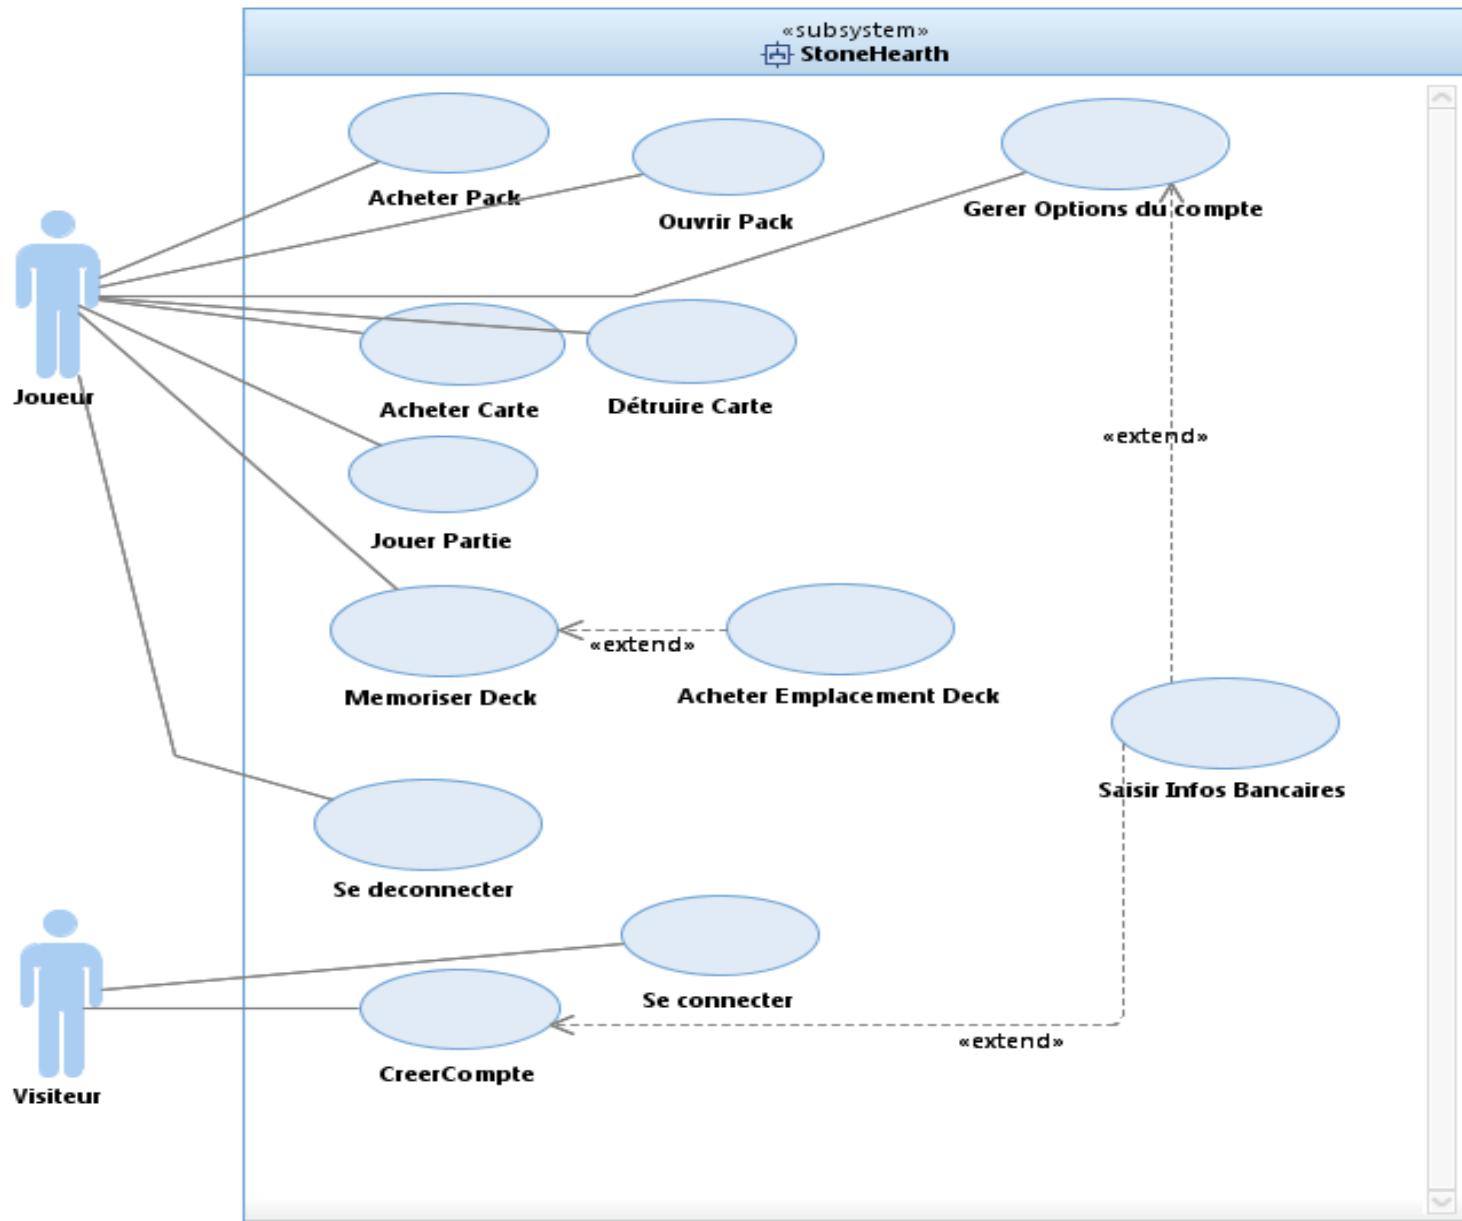 «subsystem»
StoneHearth
Acheter Pack
Ouvrir Pack
Gerer Options du compte
Joueur
Acheter Carte
Détruire Carte
«extend»
Jouer Partie
«extend»
Memoriser Deck
Acheter Emplacement Deck
Saisir Infos Bancaires
Se deconnecter
Se connecter
«extend»
CreerCompte
Visiteur